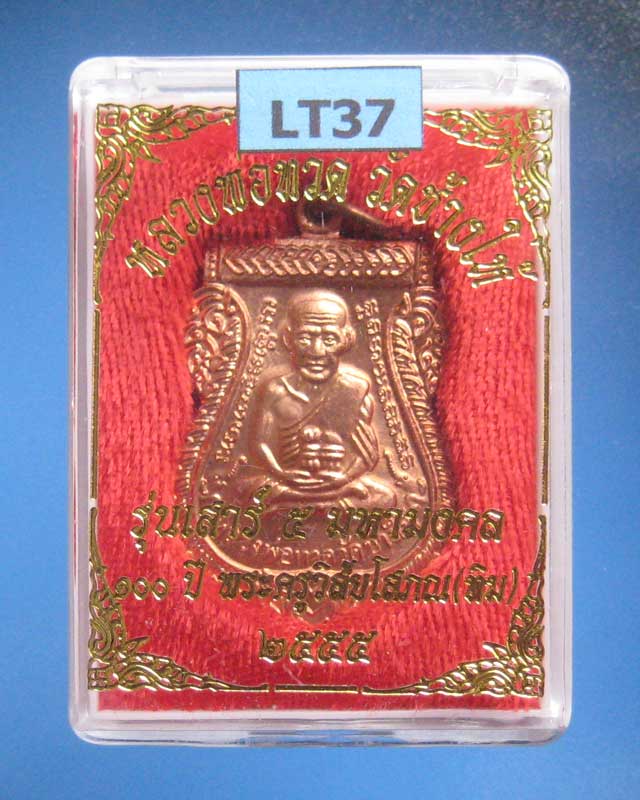 LT37
หลวงพ่อทวด วัดช้างให้
รุ่นเสาร์ ๕ มหามงคล
๑๐๐ ปี พระครูวิสัยโสภณ(ทิม)
๒๕๕๕